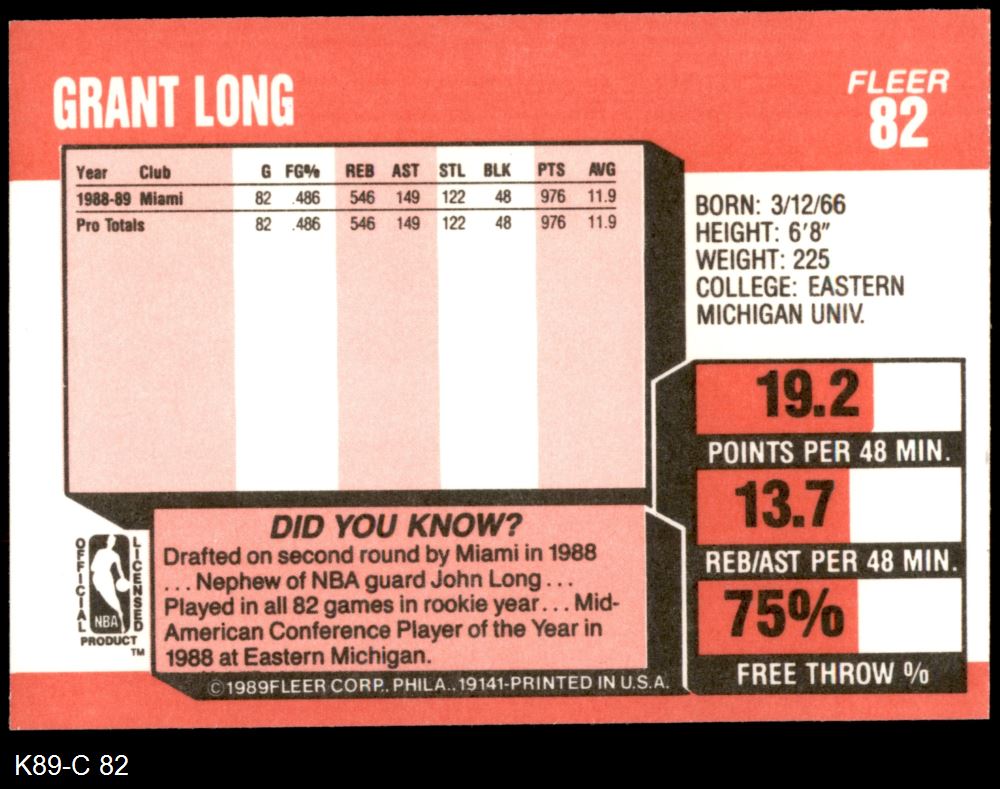 GRANT LONG
FLEER
82
Year Club G FG% REB AST STL BLK PTS AVG
1988-89 Miami 82 .486 546 149 122 48 976 11.9
Pro Totals 82 .486 546 149 122 48 976 11.9
BORN: 3/12/66
HEIGHT: 6'8"
WEIGHT: 225
COLLEGE: EASTERN
MICHIGAN UNIV.
19.2
POINTS PER 48 MIN.
13.7
REB/AST PER 48 MIN.
75%
FREE THROW %
OFFICIAL
NBA
LICENSED
PRODUCT
TM
DID YOU KNOW?
Drafted on second round by Miami in 1988
...Nephew of NBA guard John Long...
Played in all 82 games in rookie year...Mid-
American Conference Player of the Year in
1988 at Eastern Michigan.
©1989FLEER CORP., PHILA., 19141-PRINTED IN U.S.A.
K89-C 82